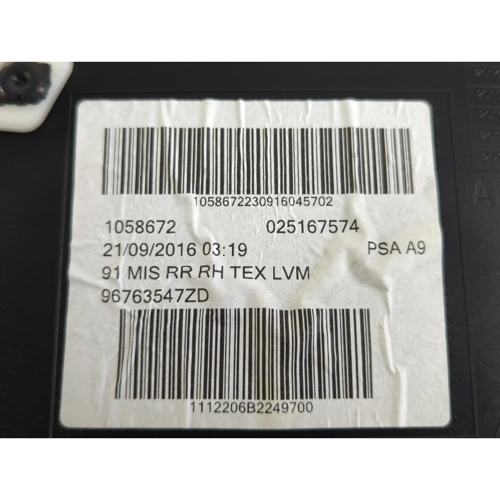 1058672230916045702
1058672 025167574
21/09/2016 03:19 PSA A9
91 MIS RR RH TEX LVM
96763547ZD
1112206B2249700